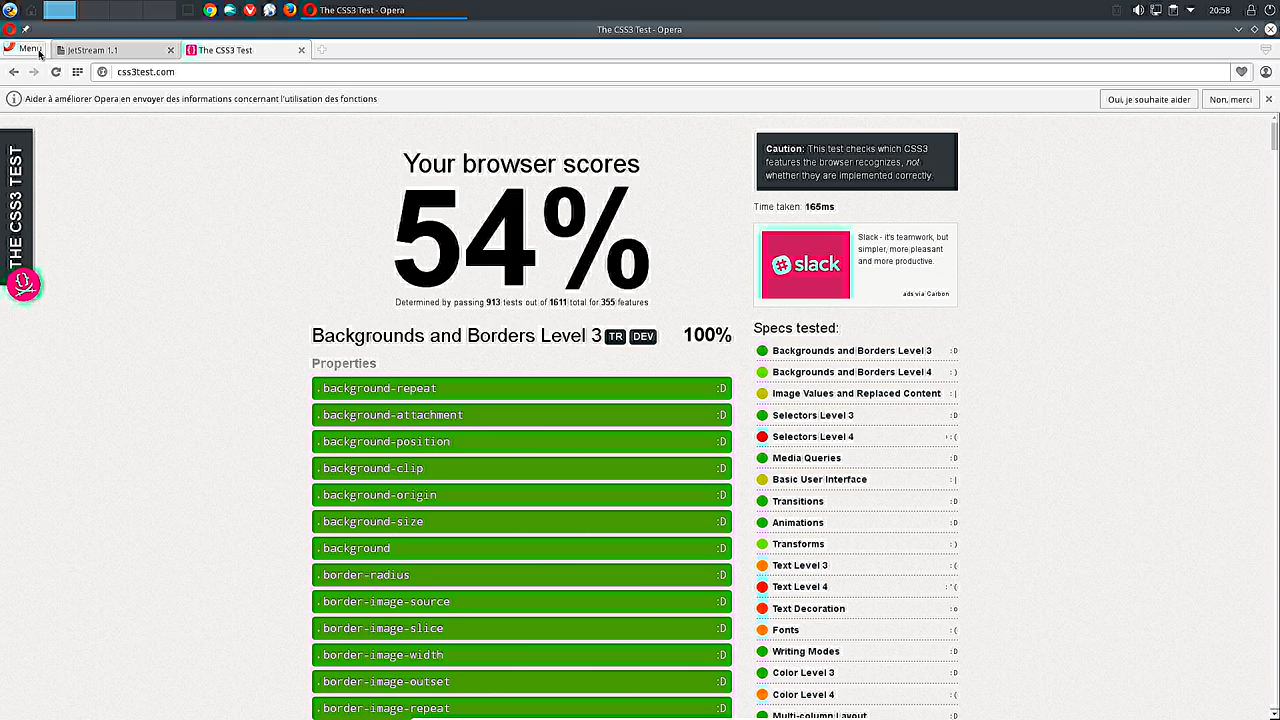 The CSS3 Test - Opera
20:58
The CSS3 Test - Opera
Menu
JetStream 1.1
The CSS3 Test
css3test.com
Aider à améliorer Opera en envoyer des informations concernant l'utilisation des fonctions
Oui, je souhaite aider
Non, merci
THE CSS3 TEST
Your browser scores
54%
Determined by passing 913 tests out of 1611 total for 355 features
Backgrounds and Borders Level 3 TR DEV 100%
Properties
background-repeat :D
background-attachment :D
background-position :D
background-clip :D
background-origin :D
background-size :D
background :D
border-radius :D
border-image-source :D
border-image-slice :D
border-image-width :D
border-image-outset :D
border-image-repeat :D
Caution: This test checks which CSS3
features the browser recognizes, not
whether they are implemented correctly.
Time taken: 165ms
slack
Slack - it's teamwork, but
simpler, more pleasant
and more productive.
ads via Carbon
Specs tested:
Backgrounds and Borders Level 3 :D
Backgrounds and Borders Level 4 :)
Image Values and Replaced Content :|
Selectors Level 3 :D
Selectors Level 4 :(
Media Queries :D
Basic User Interface :|
Transitions :D
Animations :D
Transforms :)
Text Level 3 :(
Text Level 4 :'(
Text Decoration :o
Fonts :(
Writing Modes :D
Color Level 3 :D
Color Level 4 :(
Multi-column Layout :D